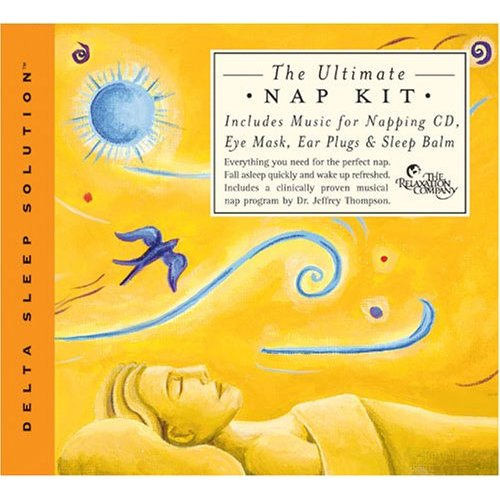 DELTA SLEEP SOLUTION™
The Ultimate
• NAP KIT •
Includes Music for Napping CD,
Eye Mask, Ear Plugs & Sleep Balm
Everything you need for the perfect nap.
Fall asleep quickly and wake up refreshed.
Includes a clinically proven musical
nap program by Dr. Jeffrey Thompson.
THE
RELAXATION
COMPANY